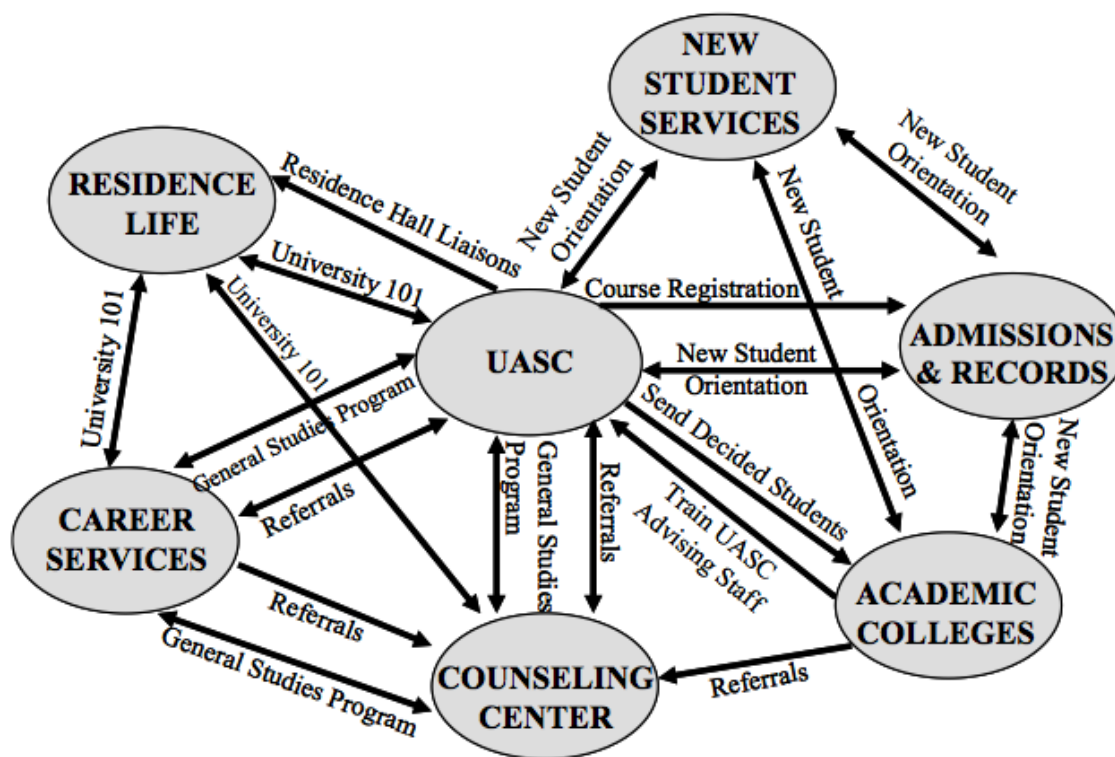 NEW
STUDENT
SERVICES
New Student
Orientation
New Student
Orientation
New Student
Orientation
RESIDENCE
LIFE
Residence Hall Liaisons
University 101
University 101
University 101
Course Registration
UASC
New Student
Orientation
ADMISSIONS
& RECORDS
General Studies Program
Referrals
General Studies
Program
Referrals
Send Decided Students
Train UASC
Advising Staff
New Student
Orientation
CAREER
SERVICES
Referrals
General Studies Program
COUNSELING
CENTER
Referrals
ACADEMIC
COLLEGES